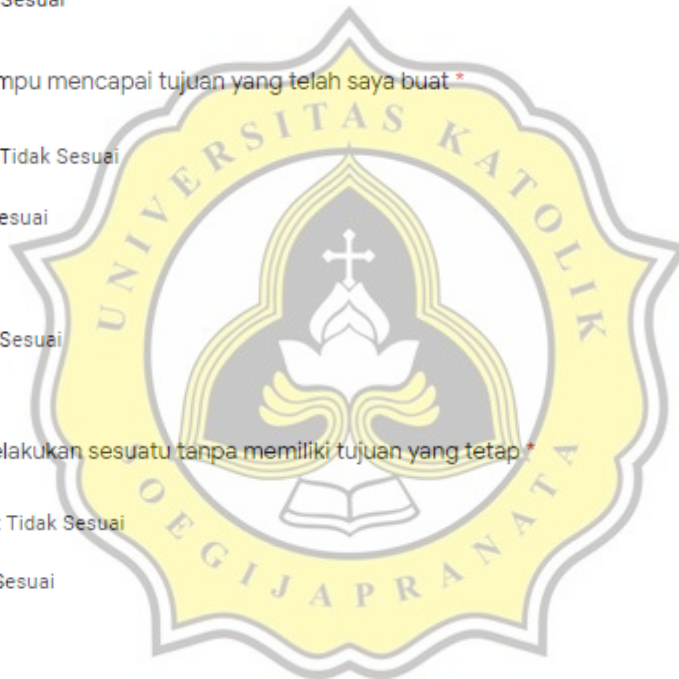 Sesuai
mpu mencapai tujuan yang telah saya buat *
Tidak Sesuai
esuai
Sesuai
elakukan sesuatu tanpa memiliki tujuan yang tetap *
t Tidak Sesuai
Sesuai
UNIVERSITAS KATOLIK
SOEGIJAPRANATA